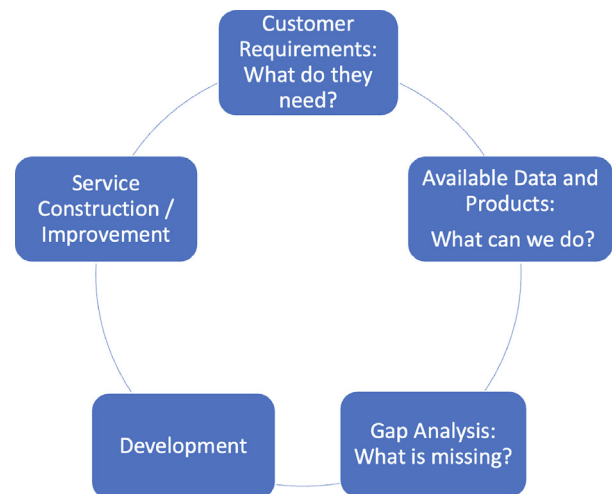 Customer
Requirements:
What do they
need?
Available Data and
Products:
What can we do?
Gap Analysis:
What is missing?
Development
Service
Construction /
Improvement